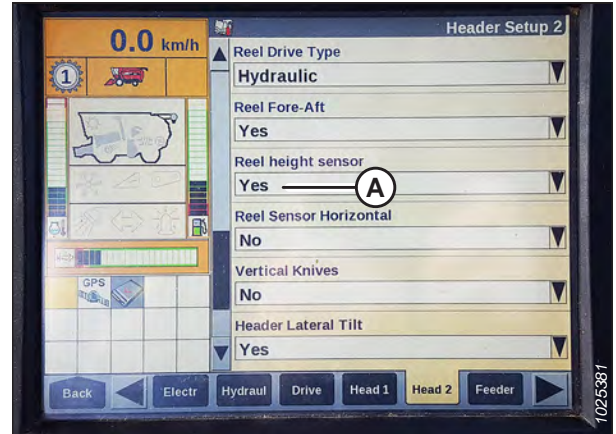 Header Setup 2
0.0 km/h
1
Reel Drive Type
Hydraulic
Reel Fore-Aft
Yes
Reel height sensor
Yes
A
Reel Sensor Horizontal
No
Vertical Knives
No
Header Lateral Tilt
Yes
GPS
Back
Electr
Hydraul
Drive
Head 1
Head 2
Feeder
1025381